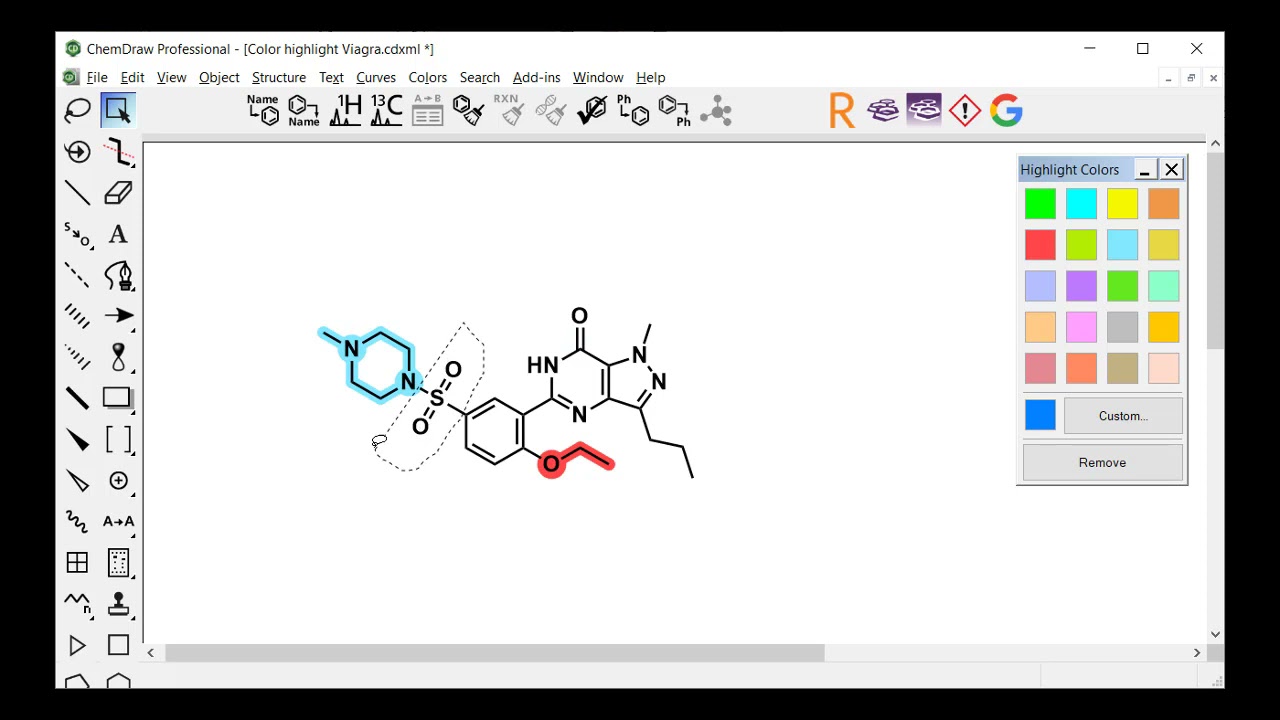 ChemDraw Professional - [Color highlight Viagra.cdxml *]
File Edit View Object Structure Text Curves Colors Search Add-ins Window Help
Name
Name
1H
13C
A→B
RXN
Ph
Ph
R
G
Highlight Colors
S
O
A
A→A
n
Custom...
Remove
O
N
HN
N
N
N
O
N
S
N
O
O